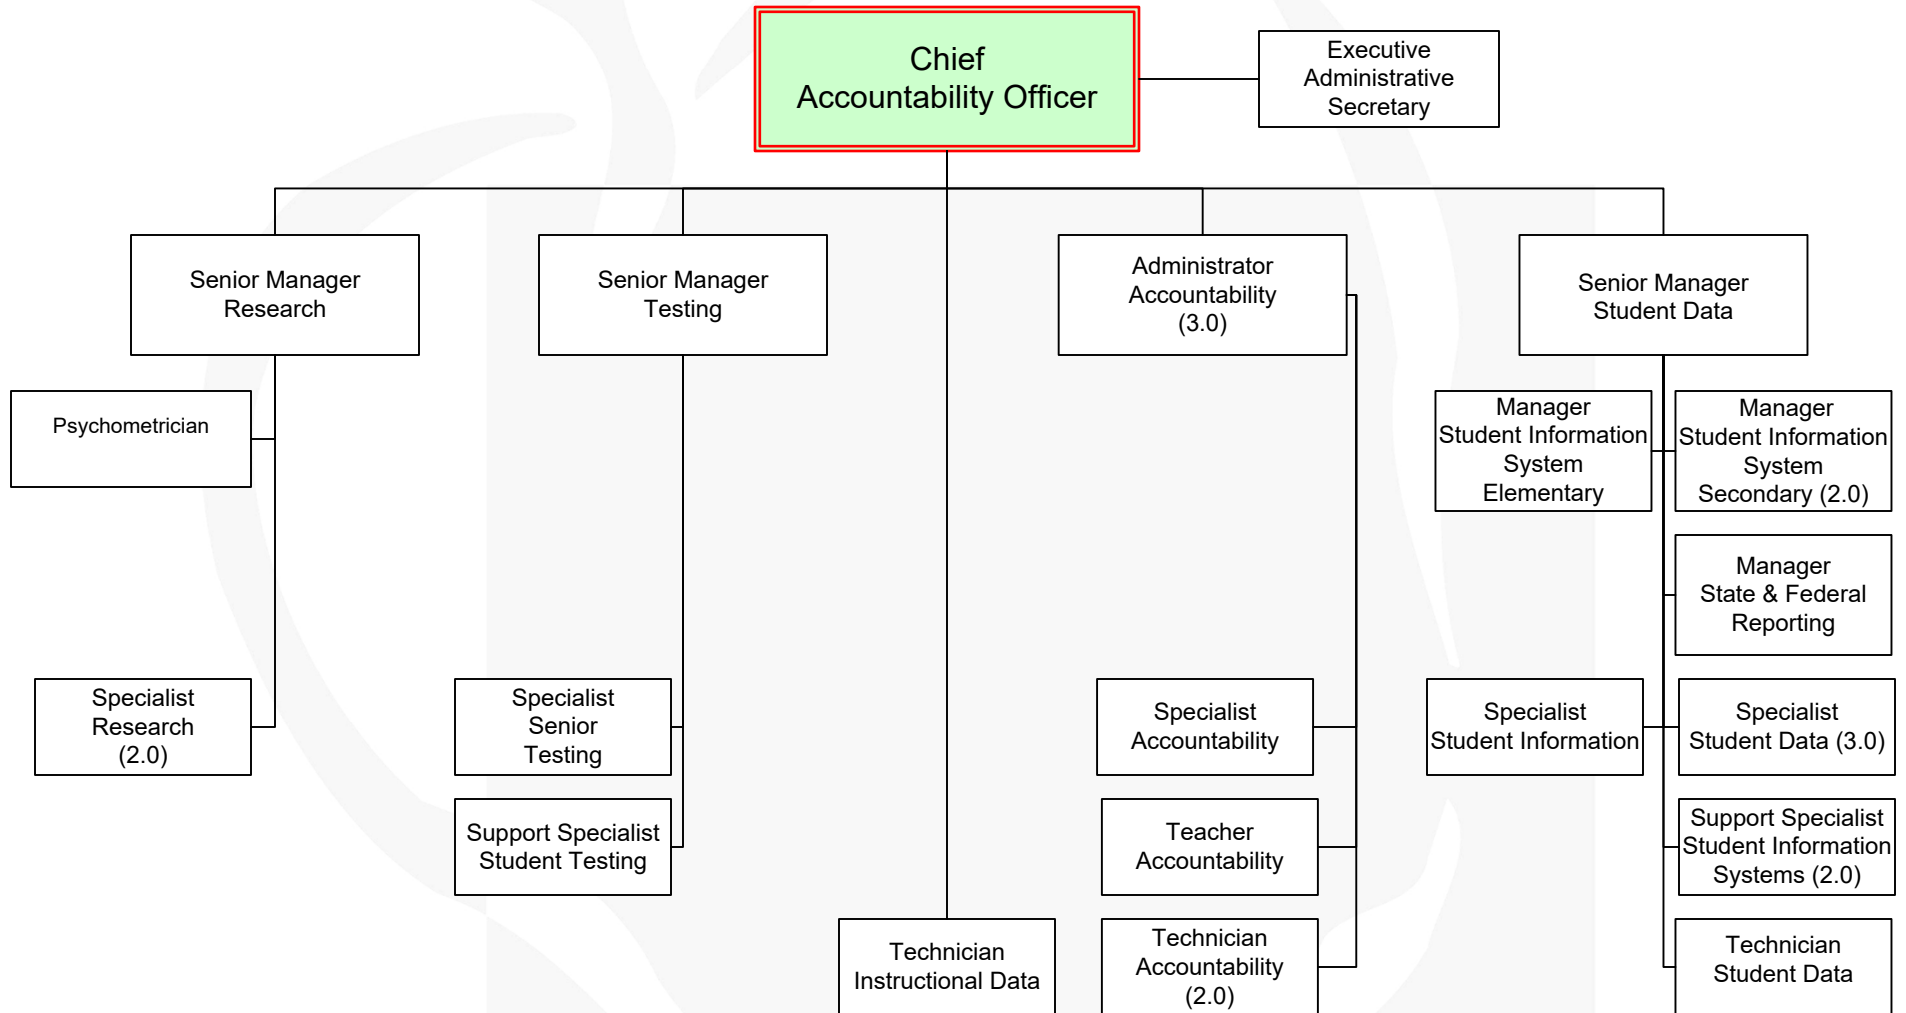 Chief
Accountability Officer
Executive
Administrative
Secretary
Senior Manager
Research
Senior Manager
Testing
Administrator
Accountability
(3.0)
Senior Manager
Student Data
Psychometrician
Manager
Student Information
System
Elementary
Manager
Student Information
System
Secondary (2.0)
Manager
State & Federal
Reporting
Specialist
Research
(2.0)
Specialist
Senior
Testing
Specialist
Accountability
Specialist
Student Information
Specialist
Student Data (3.0)
Support Specialist
Student Testing
Teacher
Accountability
Support Specialist
Student Information
Systems (2.0)
Technician
Instructional Data
Technician
Accountability
(2.0)
Technician
Student Data